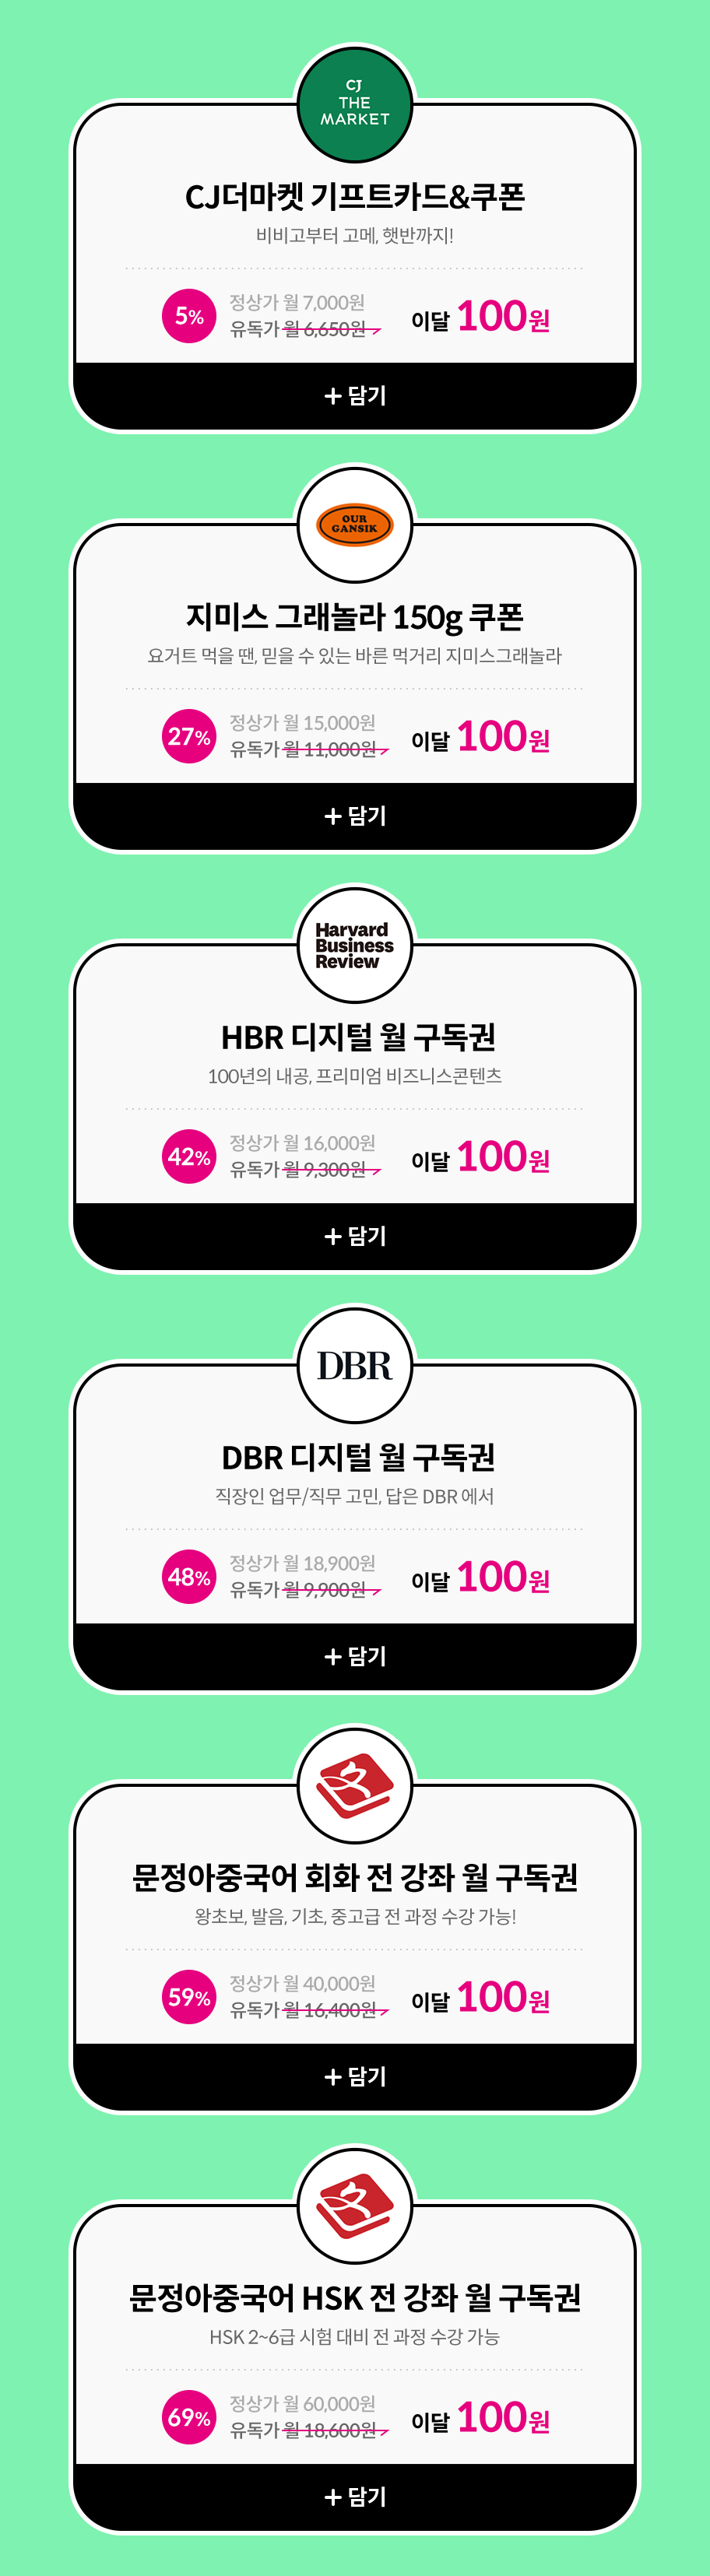 CJ
THE
MARKET
CJ더마켓 기프트카드&쿠폰
비비고부터 고메, 햇반까지!
5% 정상가 월 7,000원
유독가 월 6,650원 이달 100원
+ 담기
OUR
GANSIK
지미스 그래놀라 150g 쿠폰
요거트 먹을 땐, 믿을 수 있는 바른 먹거리 지미스그래놀라
27% 정상가 월 15,000원
유독가 월 11,000원 이달 100원
+ 담기
Harvard
Business
Review
HBR 디지털 월 구독권
100년의 내공, 프리미엄 비즈니스콘텐츠
42% 정상가 월 16,000원
유독가 월 9,300원 이달 100원
+ 담기
DBR
DBR 디지털 월 구독권
직장인 업무/직무 고민, 답은 DBR 에서
48% 정상가 월 18,900원
유독가 월 9,900원 이달 100원
+ 담기
문정아중국어 회화 전 강좌 월 구독권
왕초보, 발음, 기초, 중고급 전 과정 수강 가능!
59% 정상가 월 40,000원
유독가 월 16,400원 이달 100원
+ 담기
문정아중국어 HSK 전 강좌 월 구독권
HSK 2~6급 시험 대비 전 과정 수강 가능
69% 정상가 월 60,000원
유독가 월 18,600원 이달 100원
+ 담기